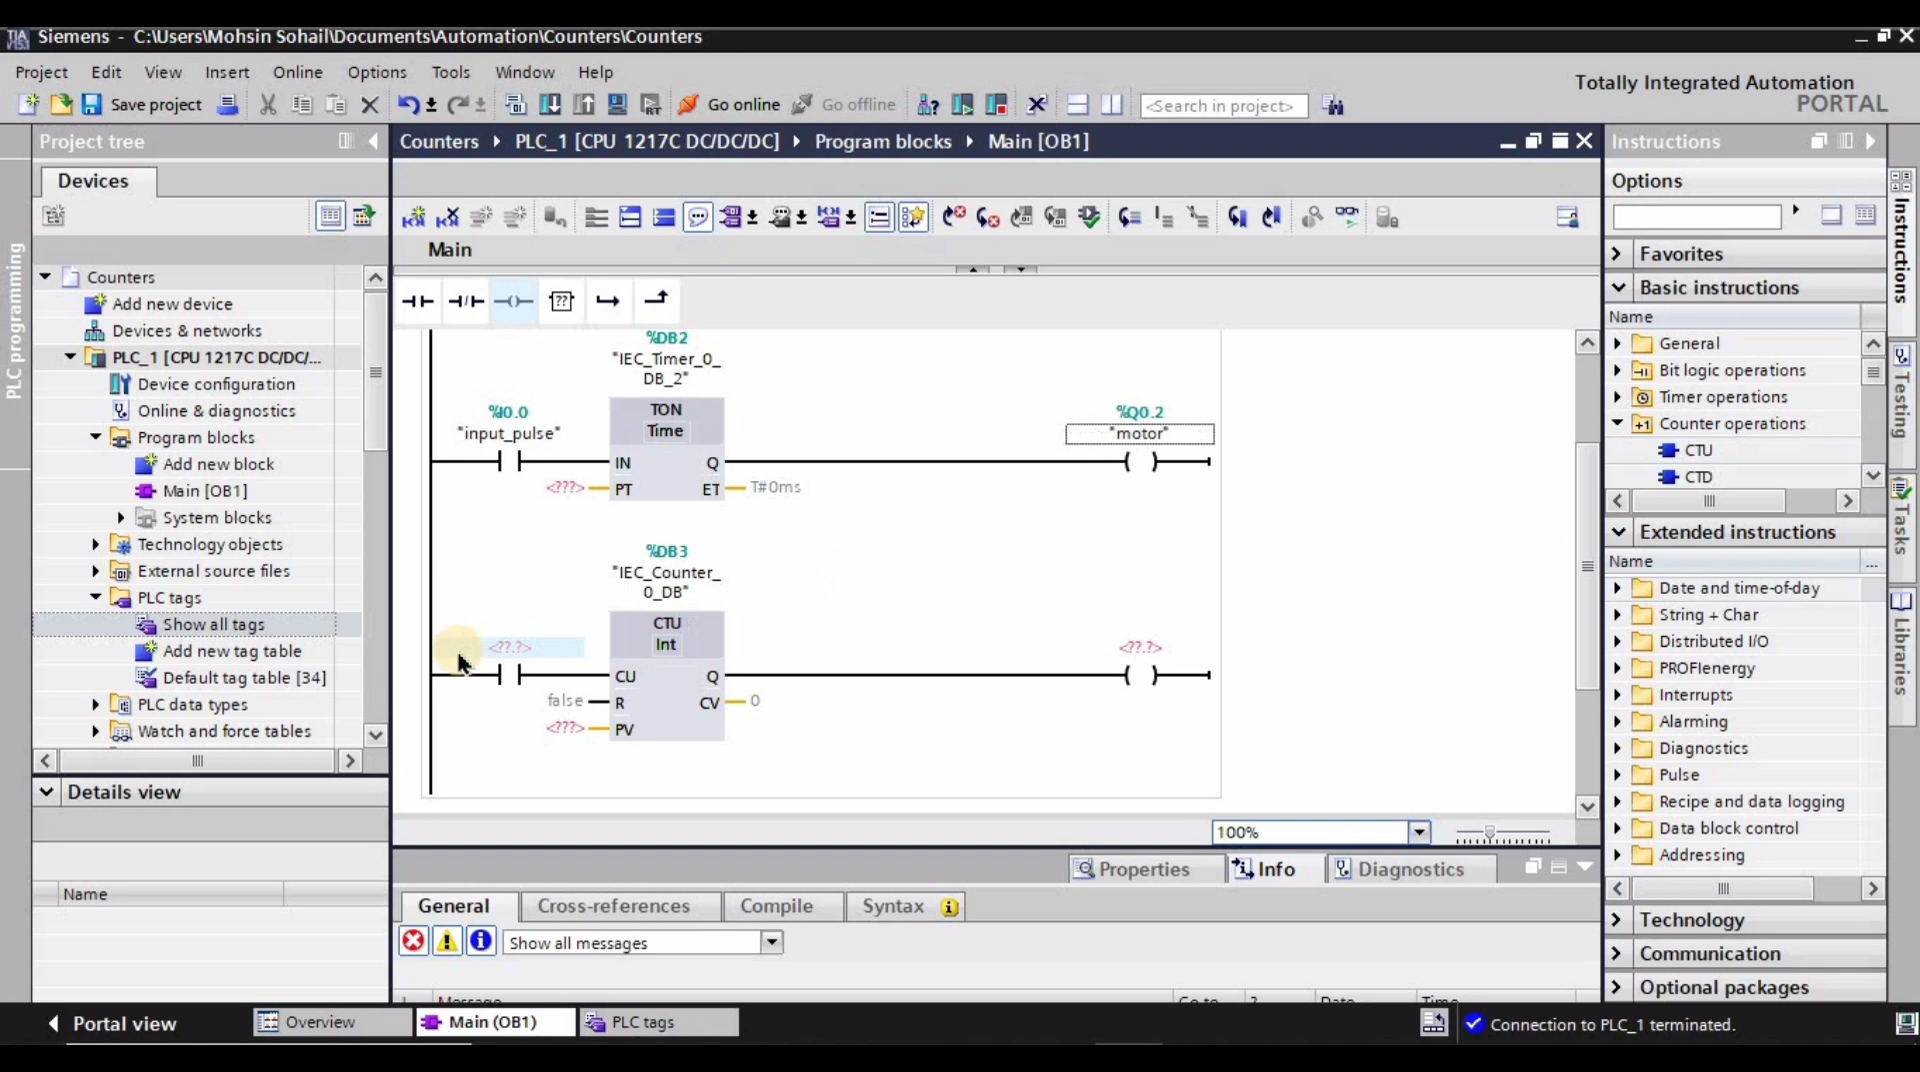 Siemens - C:\Users\Mohsin Sohail\Documents\Automation\Counters\Counters
Project Edit View Insert Online Options Tools Window Help
Totally Integrated Automation
PORTAL
Save project
Go online
Go offline
<Search in project>
Project tree
Counters PLC_1 [CPU 1217C DC/DC/DC] Program blocks Main [OB1]
Instructions
Devices
Options
PLC programming
Main
Counters
Add new device
Devices & networks
PLC_1 [CPU 1217C DC/DC/...
Device configuration
Online & diagnostics
Program blocks
Add new block
Main [OB1]
System blocks
Technology objects
External source files
PLC tags
Show all tags
Add new tag table
Default tag table [34]
PLC data types
Watch and force tables
Details view
Name
??
%DB2
"IEC_Timer_0_
DB_2"
%I0.0
"input_pulse"
TON
Time
IN Q
<???> PT ET T#0ms
%Q0.2
"motor"
%DB3
"IEC_Counter_
0_DB"
CTU
Int
<??.?>
<??.?>
CU Q
false R CV 0
<???> PV
100%
Properties Info Diagnostics
General Cross-references Compile Syntax
Show all messages
Message Go to ? Date Time
Favorites
Basic instructions
Name
General
Bit logic operations
Timer operations
Counter operations
CTU
CTD
Extended instructions
Name ...
Date and time-of-day
String + Char
Distributed I/O
PROFIenergy
Interrupts
Alarming
Diagnostics
Pulse
Recipe and data logging
Data block control
Addressing
Technology
Communication
Optional packages
Instructions
Testing
Tasks
Libraries
Portal view Overview Main (OB1) PLC tags
Connection to PLC_1 terminated.